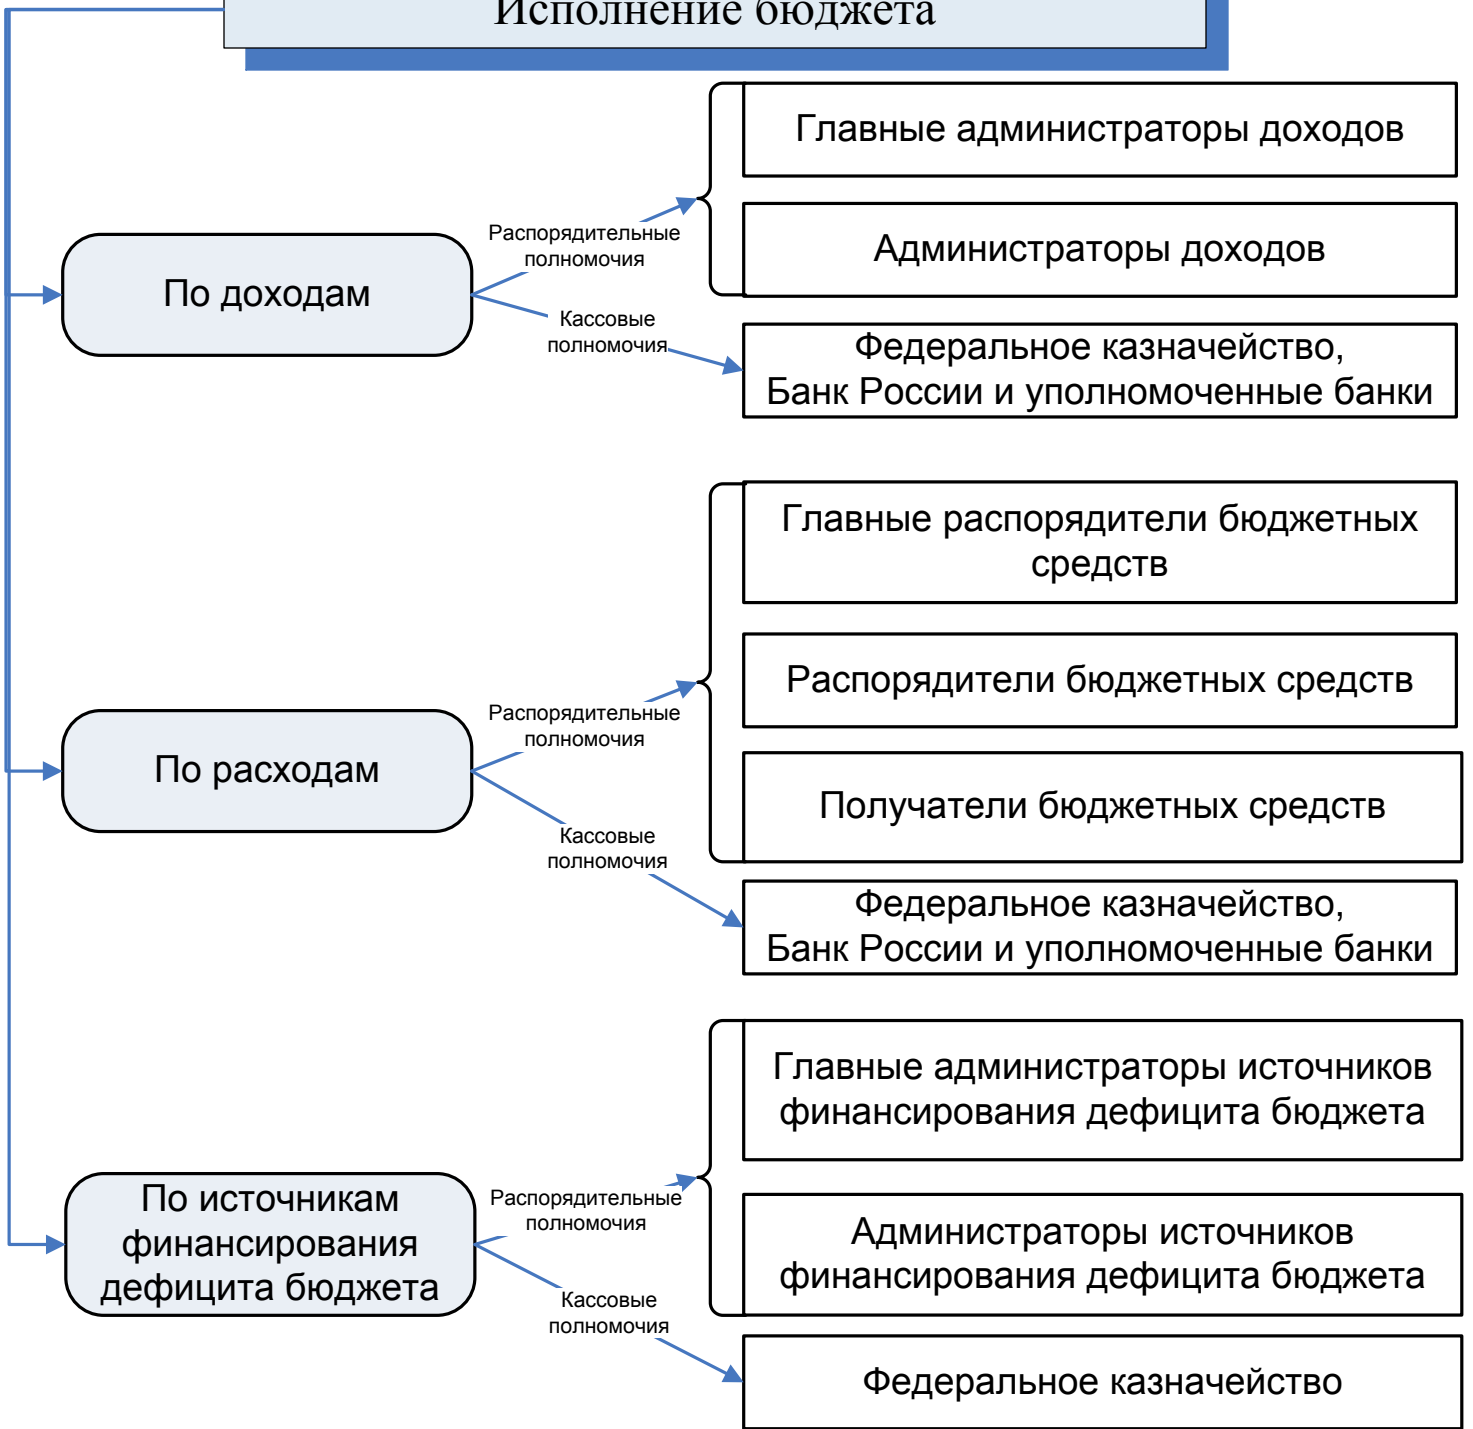 Исполнение бюджета
Главные администраторы доходов
Администраторы доходов
Распорядительные
полномочия
По доходам
Кассовые
полномочия
Федеральное казначейство,
Банк России и уполномоченные банки
Главные распорядители бюджетных
средств
Распорядители бюджетных средств
Распорядительные
полномочия
По расходам
Получатели бюджетных средств
Кассовые
полномочия
Федеральное казначейство,
Банк России и уполномоченные банки
Главные администраторы источников
финансирования дефицита бюджета
Распорядительные
полномочия
По источникам
финансирования
дефицита бюджета
Администраторы источников
финансирования дефицита бюджета
Кассовые
полномочия
Федеральное казначейство